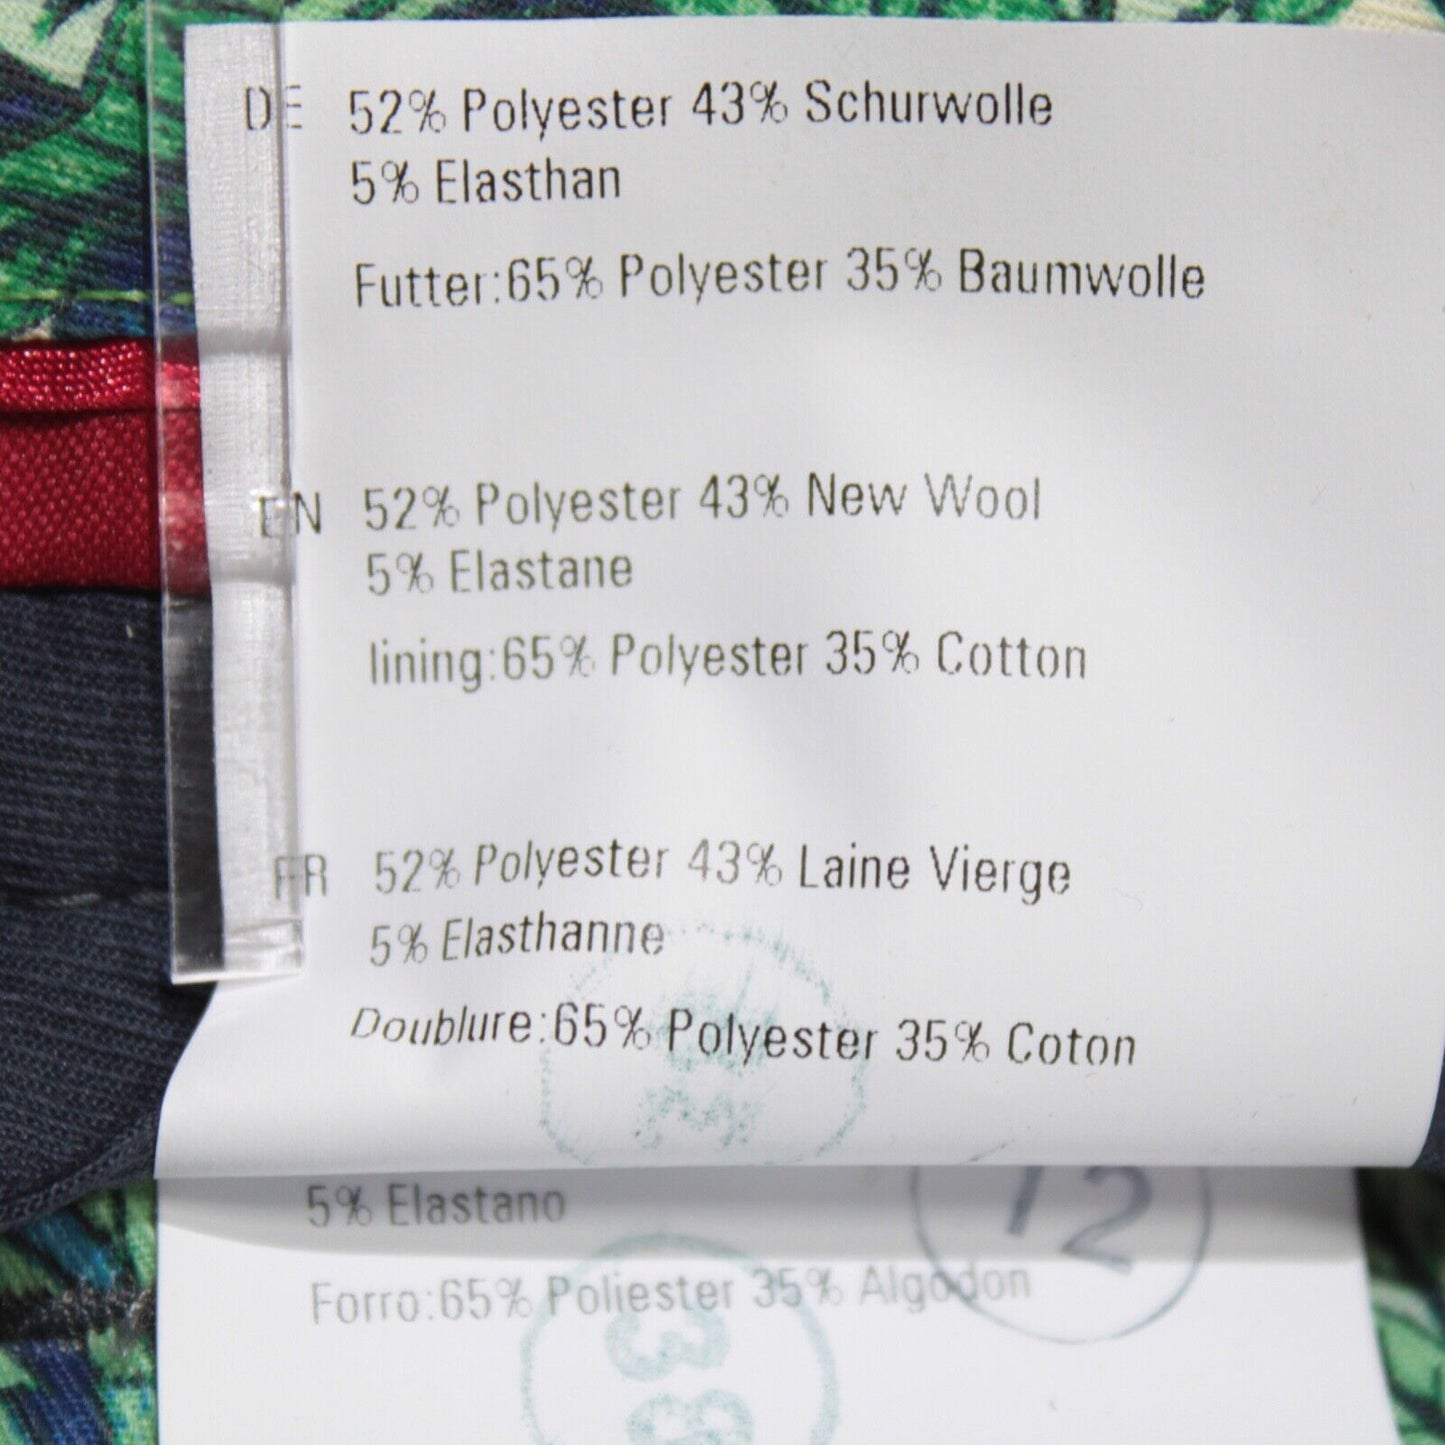 DE 52% Polyester 43% Schurwolle
5% Elasthan
Futter:65% Polyester 35% Baumwolle
EN 52% Polyester 43% New Wool
5% Elastane
lining:65% Polyester 35% Cotton
FR 52% Polyester 43% Laine Vierge
5% Elasthanne
Doublure:65% Polyester 35% Coton
5% Elastano
Forro:65% Poliester 35% Algodon
12